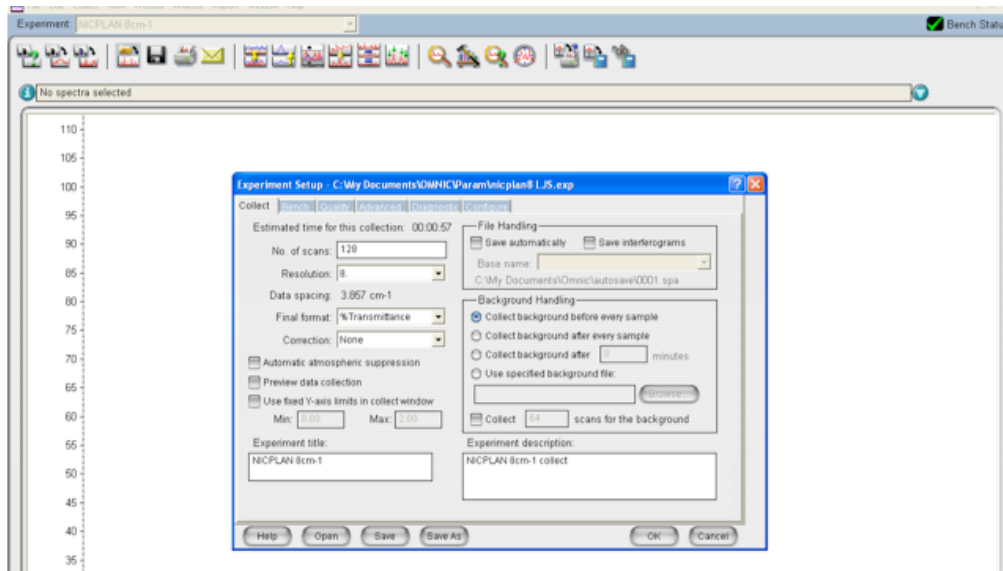 Experiment: NICPLAN 8cm-1
Bench Statu
No spectra selected
110
105
100
95
90
85
80
75
70
65
60
55
50
45
40
35
Experiment Setup - C:\My Documents\OMNIC\Param\nicplan8 LJS.exp
Collect Bench Quality Advanced Diagnostic Configure
Estimated time for this collection: 00:00:57
No. of scans: 128
Resolution: 8.
Data spacing: 3.857 cm-1
Final format: %Transmittance
Correction: None
Automatic atmospheric suppression
Preview data collection
Use fixed Y-axis limits in collect window
Min: 0.00 Max: 2.00
Experiment title:
NICPLAN 8cm-1
File Handling
Save automatically Save interferograms
Base name:
C:\My Documents\Omnic\autosave\0001.spa
Background Handling
Collect background before every sample
Collect background after every sample
Collect background after 0 minutes
Use specified background file:
Browse...
Collect 64 scans for the background
Experiment description:
NICPLAN 8cm-1 collect
Help Open Save Save As OK Cancel